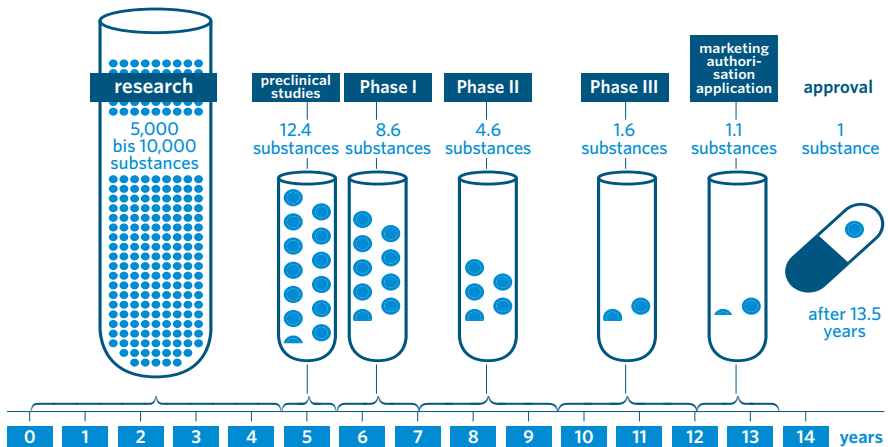 research
5,000
bis 10,000
substances
preclinical
studies
12.4
substances
Phase I
8.6
substances
Phase II
4.6
substances
Phase III
1.6
substances
marketing
authori-
sation
application
1.1
substances
approval
1
substance
after 13.5
years
0 1 2 3 4 5 6 7 8 9 10 11 12 13 14 years